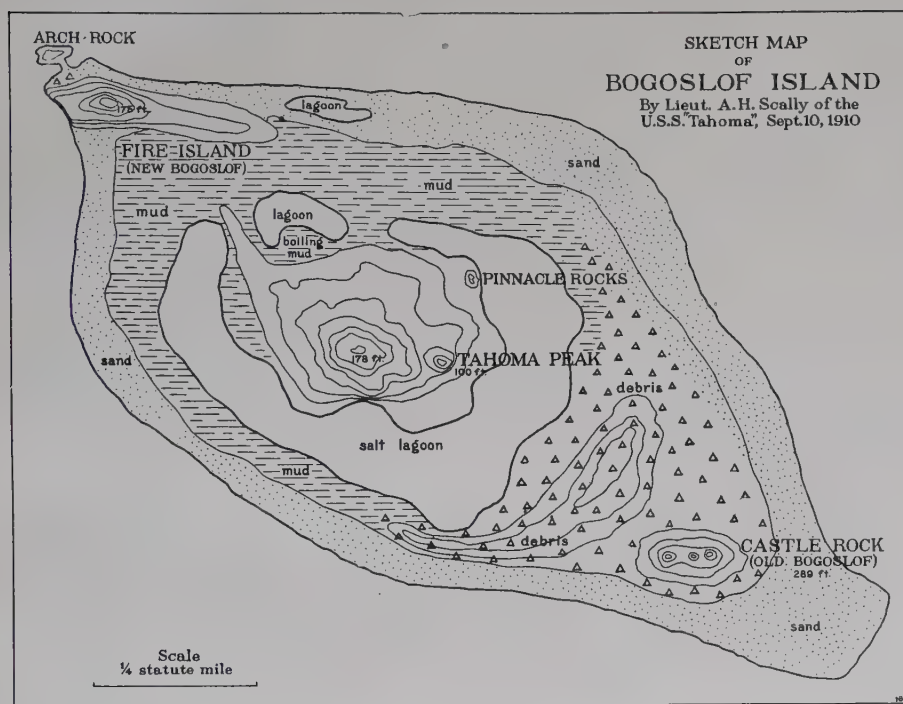 SKETCH MAP
OF
BOGOSLOF ISLAND
By Lieut. A.H. Scally of the
U.S.S. "Tahoma", Sept. 10, 1910
ARCH·ROCK
175 ft.
lagoon
FIRE·ISLAND
(NEW BOGOSLOF)
sand
mud
mud
lagoon
boiling
mud
PINNACLE ROCKS
sand
178 ft.
TAHOMA PEAK
100 ft.
debris
salt lagoon
mud
debris
CASTLE ROCK
(OLD BOGOSLOF)
289 ft.
sand
Scale
¼ statute mile